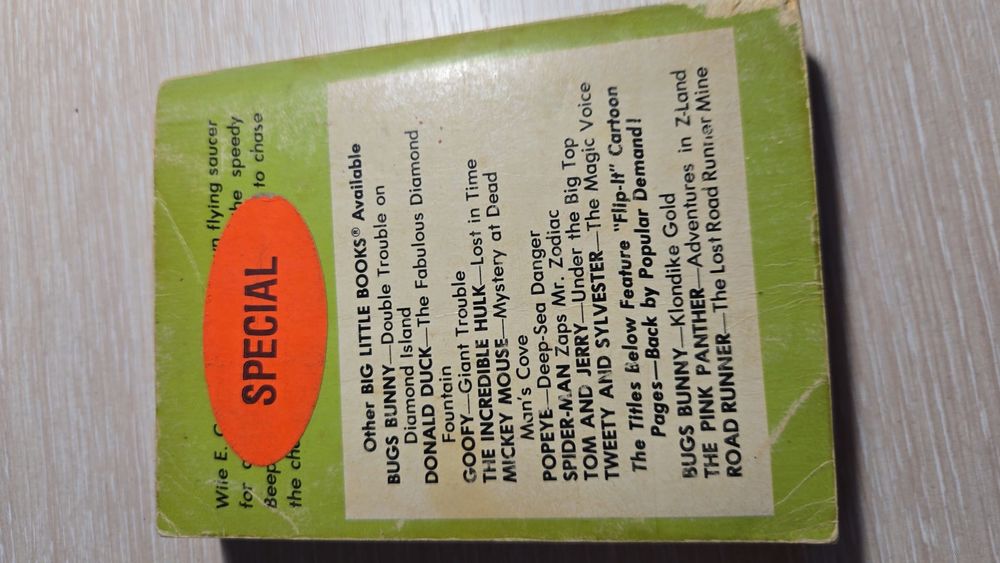 Wile E. in flying saucer
for the speedy
Beep to chase
the
SPECIAL
Other BIG LITTLE BOOKS® Available
BUGS BUNNY—Double Trouble on
Diamond Island
DONALD DUCK—The Fabulous Diamond
Fountain
GOOFY—Giant Trouble
THE INCREDIBLE HULK—Lost in Time
MICKEY MOUSE—Mystery at Dead
Man's Cove
POPEYE—Deep-Sea Danger
SPIDER-MAN Zaps Mr. Zodiac
TOM AND JERRY—Under the Big Top
TWEETY AND SYLVESTER—The Magic Voice
The Titles Below Feature "Flip-It" Cartoon
Pages—Back by Popular Demand!
BUGS BUNNY—Klondike Gold
THE PINK PANTHER—Adventures in Z-Land
ROAD RUNNER—The Lost Road Runner Mine